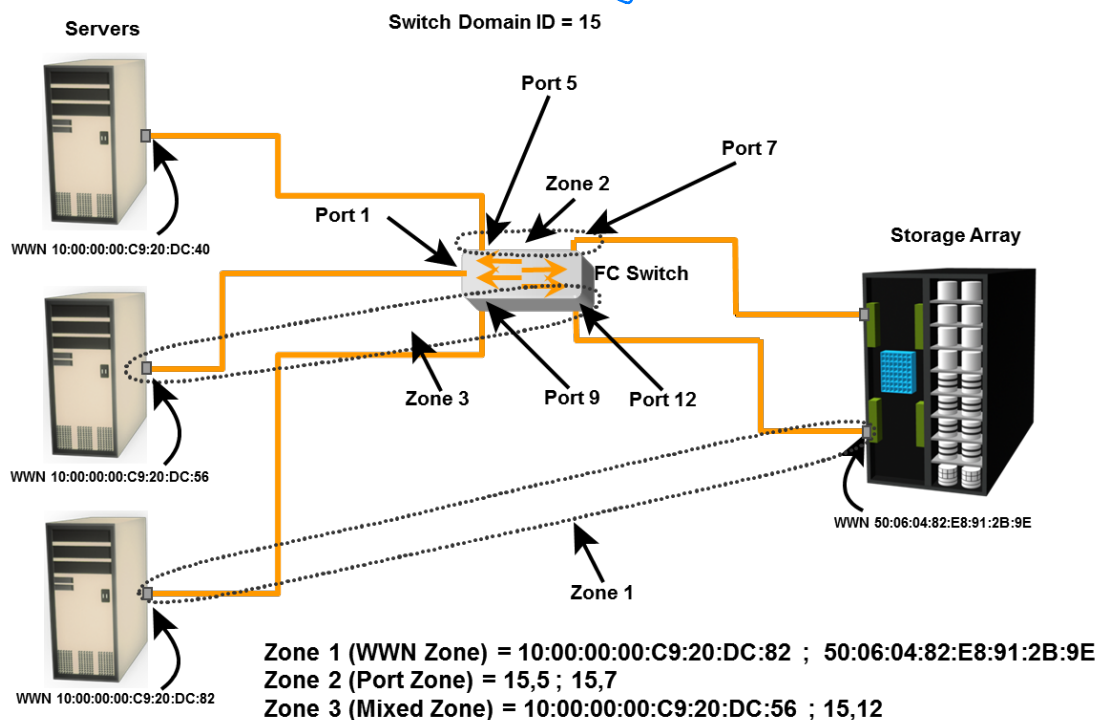 Switch Domain ID = 15
Servers
Port 5
Port 7
Zone 2
Port 1
Storage Array
WWN 10:00:00:00:C9:20:DC:40
FC Switch
Zone 3
Port 9
Port 12
WWN 10:00:00:00:C9:20:DC:56
WWN 50:06:04:82:E8:91:2B:9E
Zone 1
WWN 10:00:00:00:C9:20:DC:82
Zone 1 (WWN Zone) = 10:00:00:00:C9:20:DC:82 ; 50:06:04:82:E8:91:2B:9E
Zone 2 (Port Zone) = 15,5 ; 15,7
Zone 3 (Mixed Zone) = 10:00:00:00:C9:20:DC:56 ; 15,12